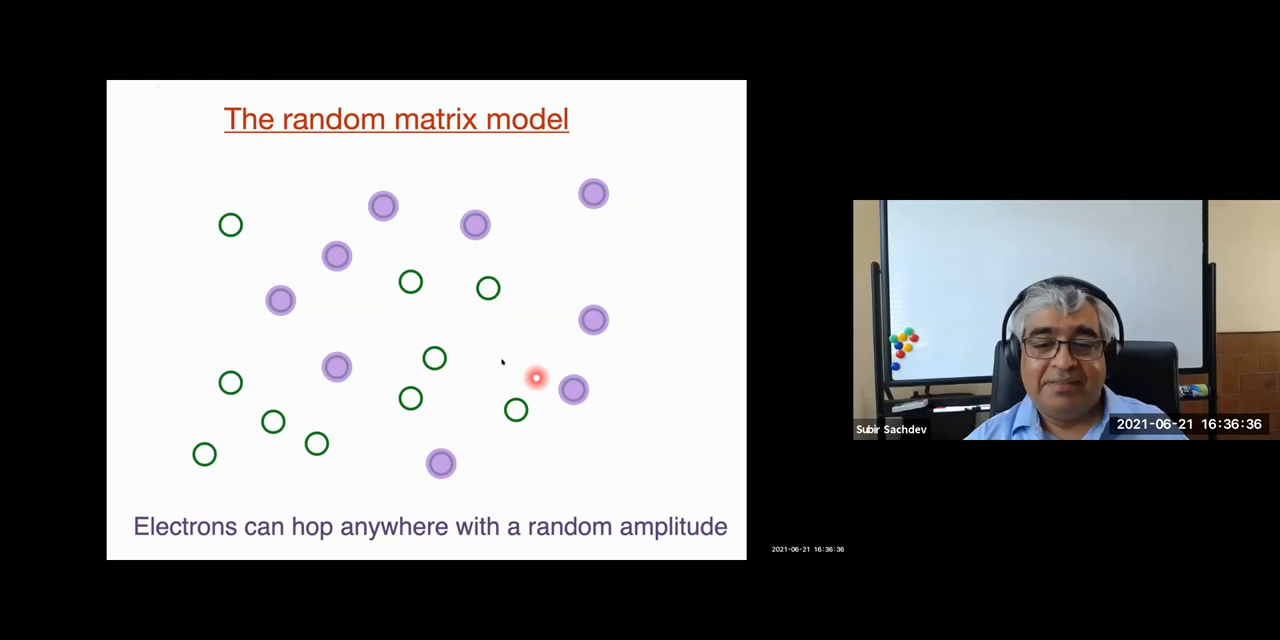 The random matrix model
Electrons can hop anywhere with a random amplitude
Subir Sachdev
2021-06-21 16:36:36
2021-06-21 16:36:36